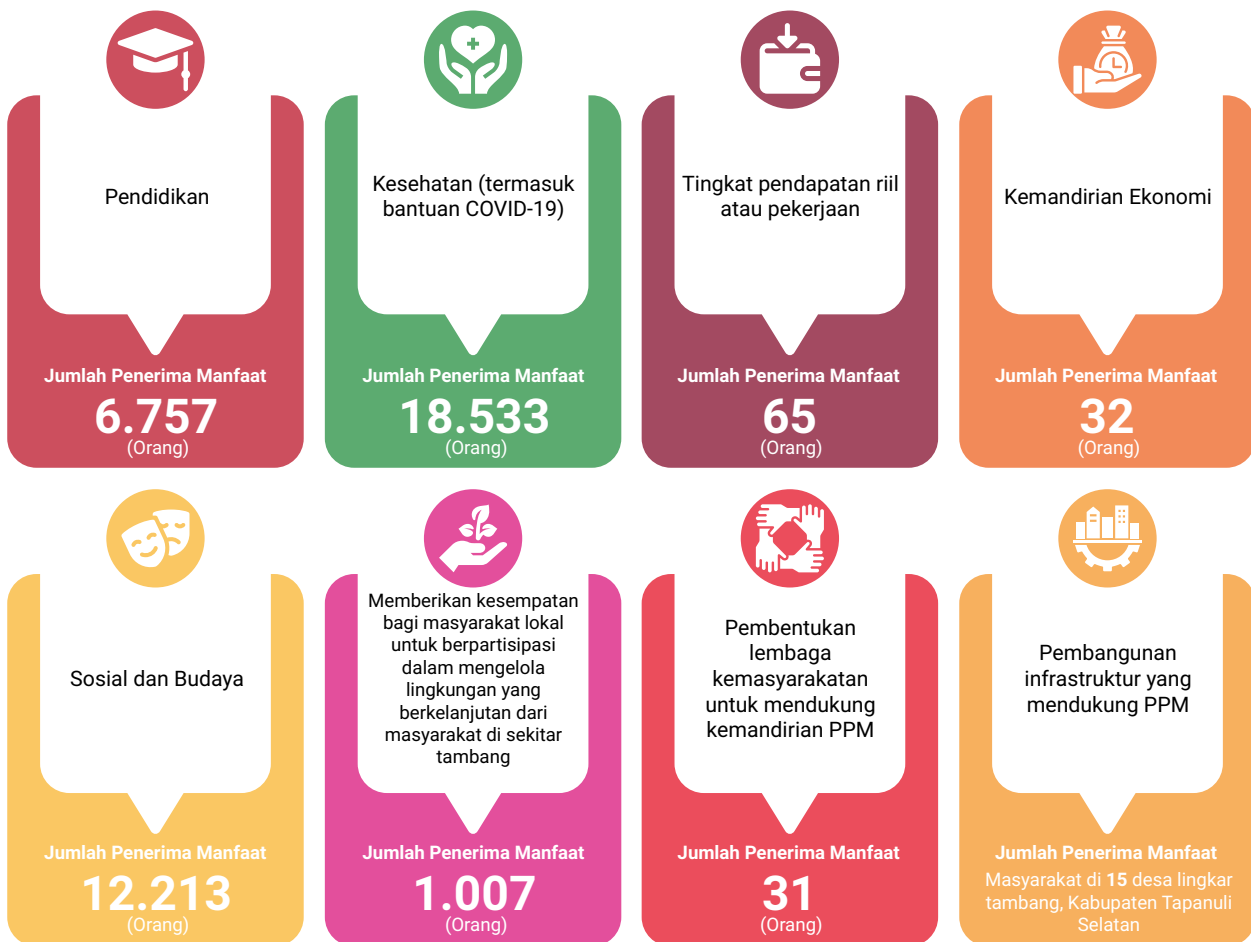 Pendidikan
Jumlah Penerima Manfaat
6.757
(Orang)
Kesehatan (termasuk
bantuan COVID-19)
Jumlah Penerima Manfaat
18.533
(Orang)
Tingkat pendapatan riil
atau pekerjaan
Jumlah Penerima Manfaat
65
(Orang)
Kemandirian Ekonomi
Jumlah Penerima Manfaat
32
(Orang)
Sosial dan Budaya
Jumlah Penerima Manfaat
12.213
(Orang)
Memberikan kesempatan
bagi masyarakat lokal
untuk berpartisipasi
dalam mengelola
lingkungan yang
berkelanjutan dari
masyarakat di sekitar
tambang
Jumlah Penerima Manfaat
1.007
(Orang)
Pembentukan
lembaga
kemasyarakatan
untuk mendukung
kemandirian PPM
Jumlah Penerima Manfaat
31
(Orang)
Pembangunan
infrastruktur yang
mendukung PPM
Jumlah Penerima Manfaat
Masyarakat di 15 desa lingkar
tambang, Kabupaten Tapanuli
Selatan